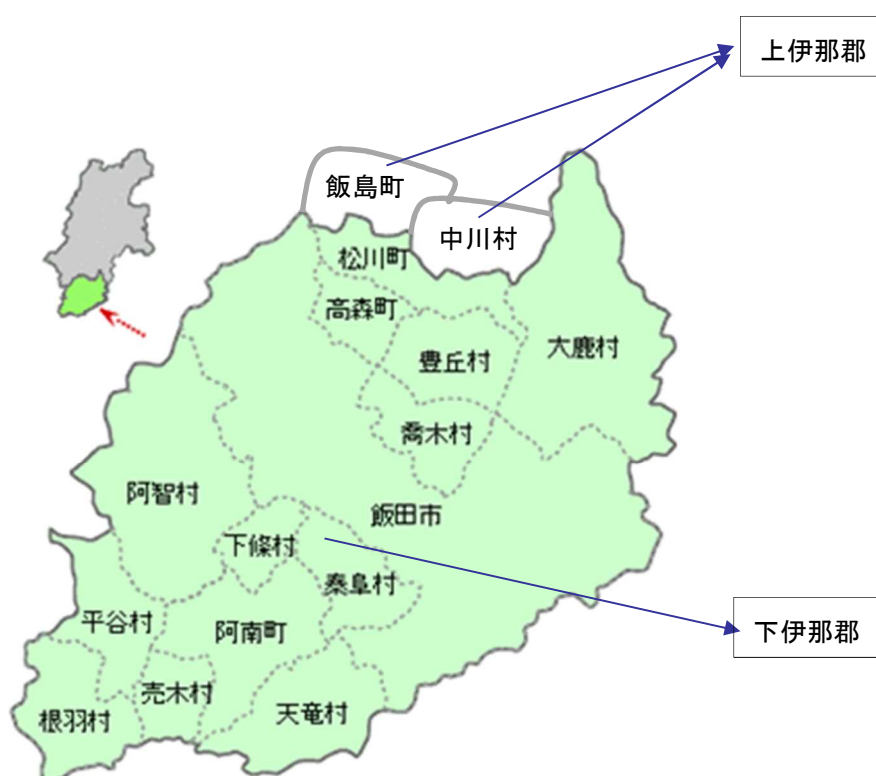 上伊那郡
飯島町
中川村
松川町
高森町
大鹿村
豊丘村
喬木村
阿智村
飯田市
下條村
泰阜村
平谷村
阿南町
下伊那郡
売木村
天竜村
根羽村